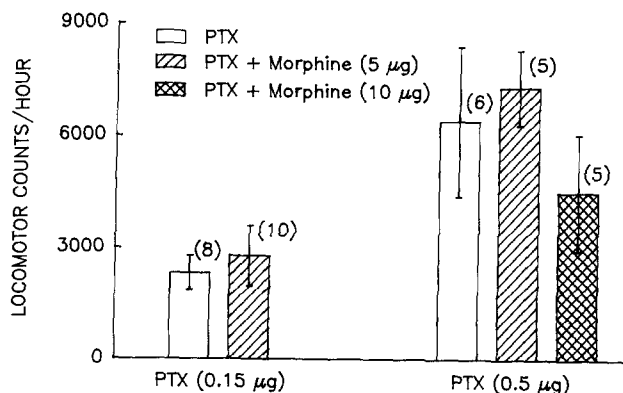 LOCOMOTOR COUNTS/HOUR
9000
6000
3000
0
PTX
PTX + Morphine (5 μg)
PTX + Morphine (10 μg)
(8)
(10)
(6)
(5)
(5)
PTX (0.15 μg)
PTX (0.5 μg)